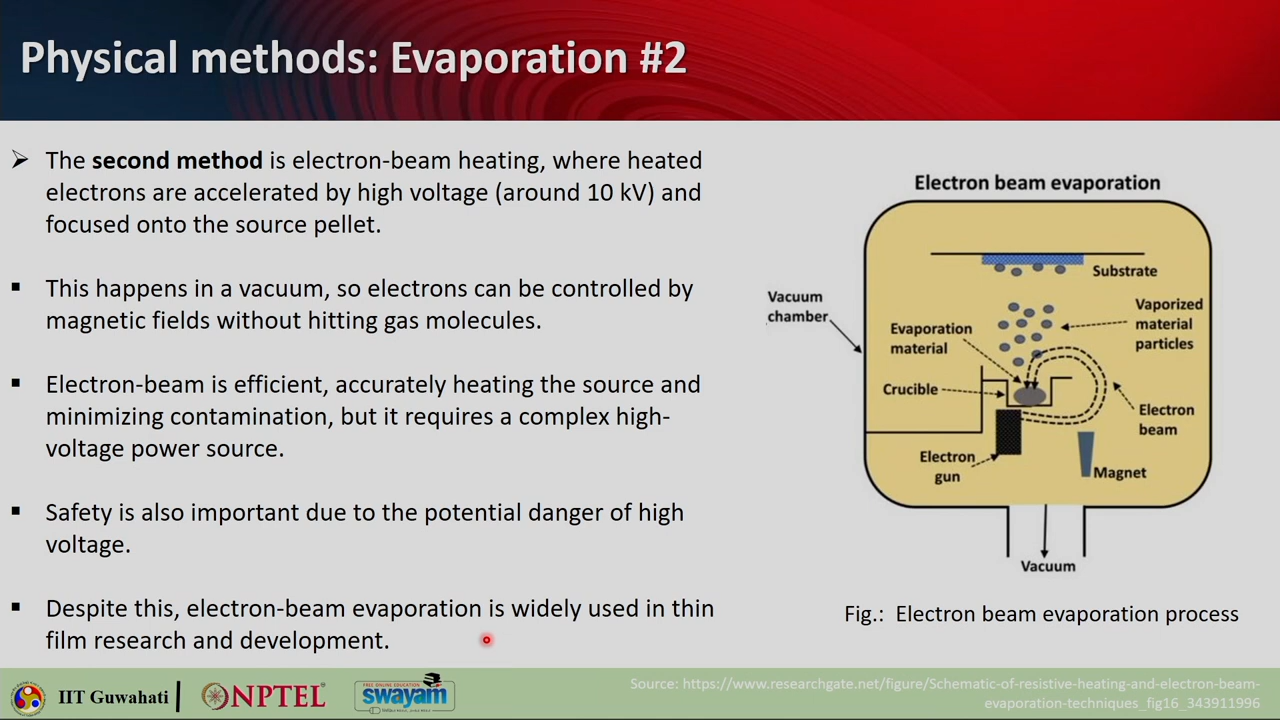 Physical methods: Evaporation #2
The second method is electron-beam heating, where heated
electrons are accelerated by high voltage (around 10 kV) and
focused onto the source pellet.
This happens in a vacuum, so electrons can be controlled by
magnetic fields without hitting gas molecules.
Electron-beam is efficient, accurately heating the source and
minimizing contamination, but it requires a complex high-
voltage power source.
Safety is also important due to the potential danger of high
voltage.
Despite this, electron-beam evaporation is widely used in thin
film research and development.
Electron beam evaporation
Substrate
Vacuum
chamber
Vaporized
material
particles
Evaporation
material
Crucible
Electron
beam
Electron
gun
Magnet
Vacuum
Fig.: Electron beam evaporation process
IIT Guwahati
NPTEL
FREE ONLINE EDUCATION
swayam
Source: https://www.researchgate.net/figure/Schematic-of-resistive-heating-and-electron-beam-
evaporation-techniques_fig16_343911996